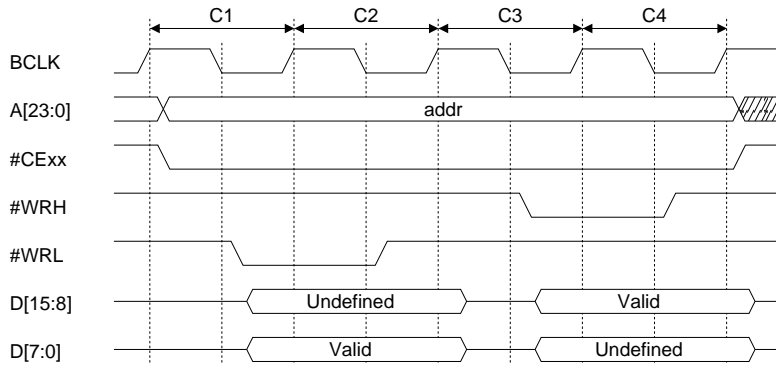 C1 C2 C3 C4
BCLK
A[23:0] addr
#CExx
#WRH
#WRL
D[15:8] Undefined Valid
D[7:0] Valid Undefined